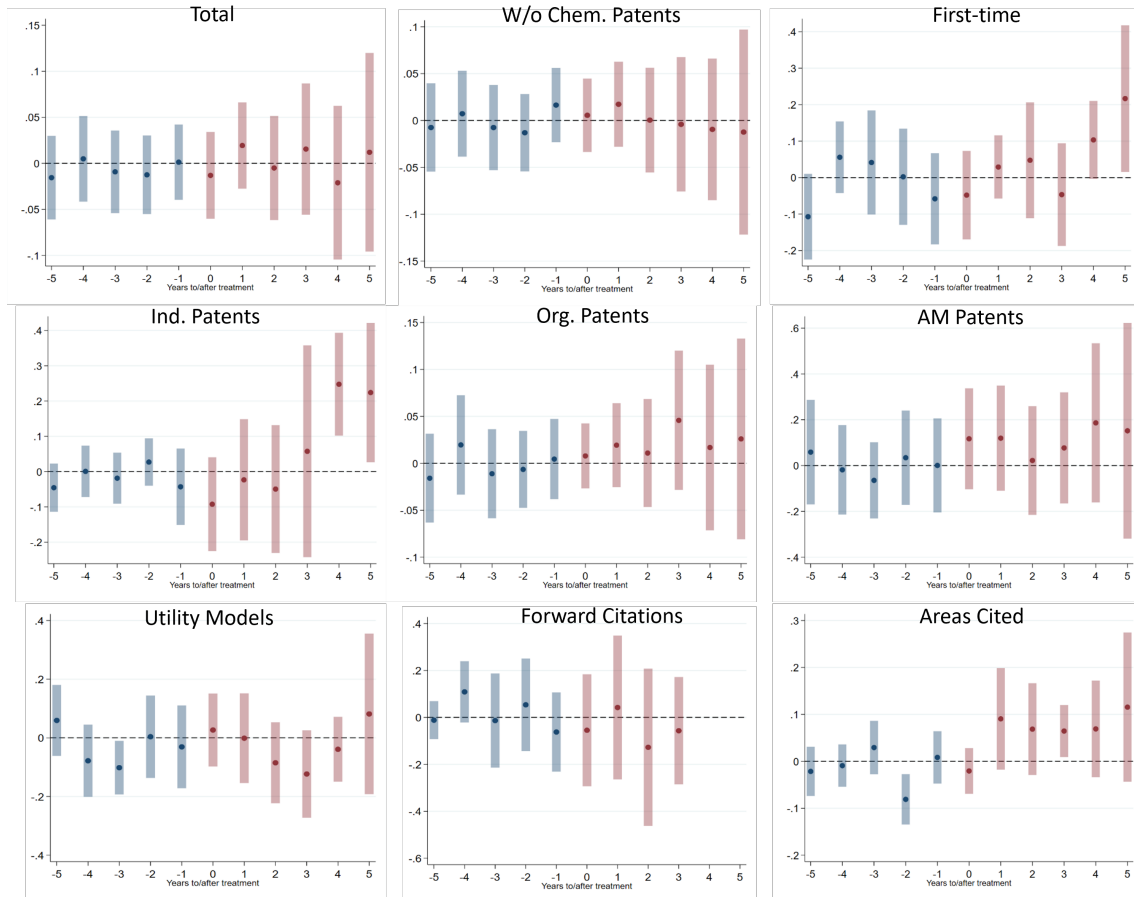 Total
.15
.1
.05
0
-.05
-.1
-5 -4 -3 -2 -1 0 1 2 3 4 5
Years to/after treatment
W/o Chem. Patents
.1
.05
0
-.05
-.1
-.15
-5 -4 -3 -2 -1 0 1 2 3 4 5
Years to/after treatment
First-time
.4
.3
.2
.1
0
-.1
-.2
-5 -4 -3 -2 -1 0 1 2 3 4 5
Years to/after treatment
Ind. Patents
.4
.3
.2
.1
0
-.1
-.2
-5 -4 -3 -2 -1 0 1 2 3 4 5
Years to/after treatment
Org. Patents
.15
.1
.05
0
-.05
-.1
-5 -4 -3 -2 -1 0 1 2 3 4 5
Years to/after treatment
AM Patents
.6
.4
.2
0
-.2
-.4
-5 -4 -3 -2 -1 0 1 2 3 4 5
Years to/after treatment
Utility Models
.4
.2
0
-.2
-.4
-5 -4 -3 -2 -1 0 1 2 3 4 5
Years to/after treatment
Forward Citations
.4
.2
0
-.2
-.4
-.6
-5 -4 -3 -2 -1 0 1 2 3 4 5
Years to/after treatment
Areas Cited
.3
.2
.1
0
-.1
-.2
-5 -4 -3 -2 -1 0 1 2 3 4 5
Years to/after treatment